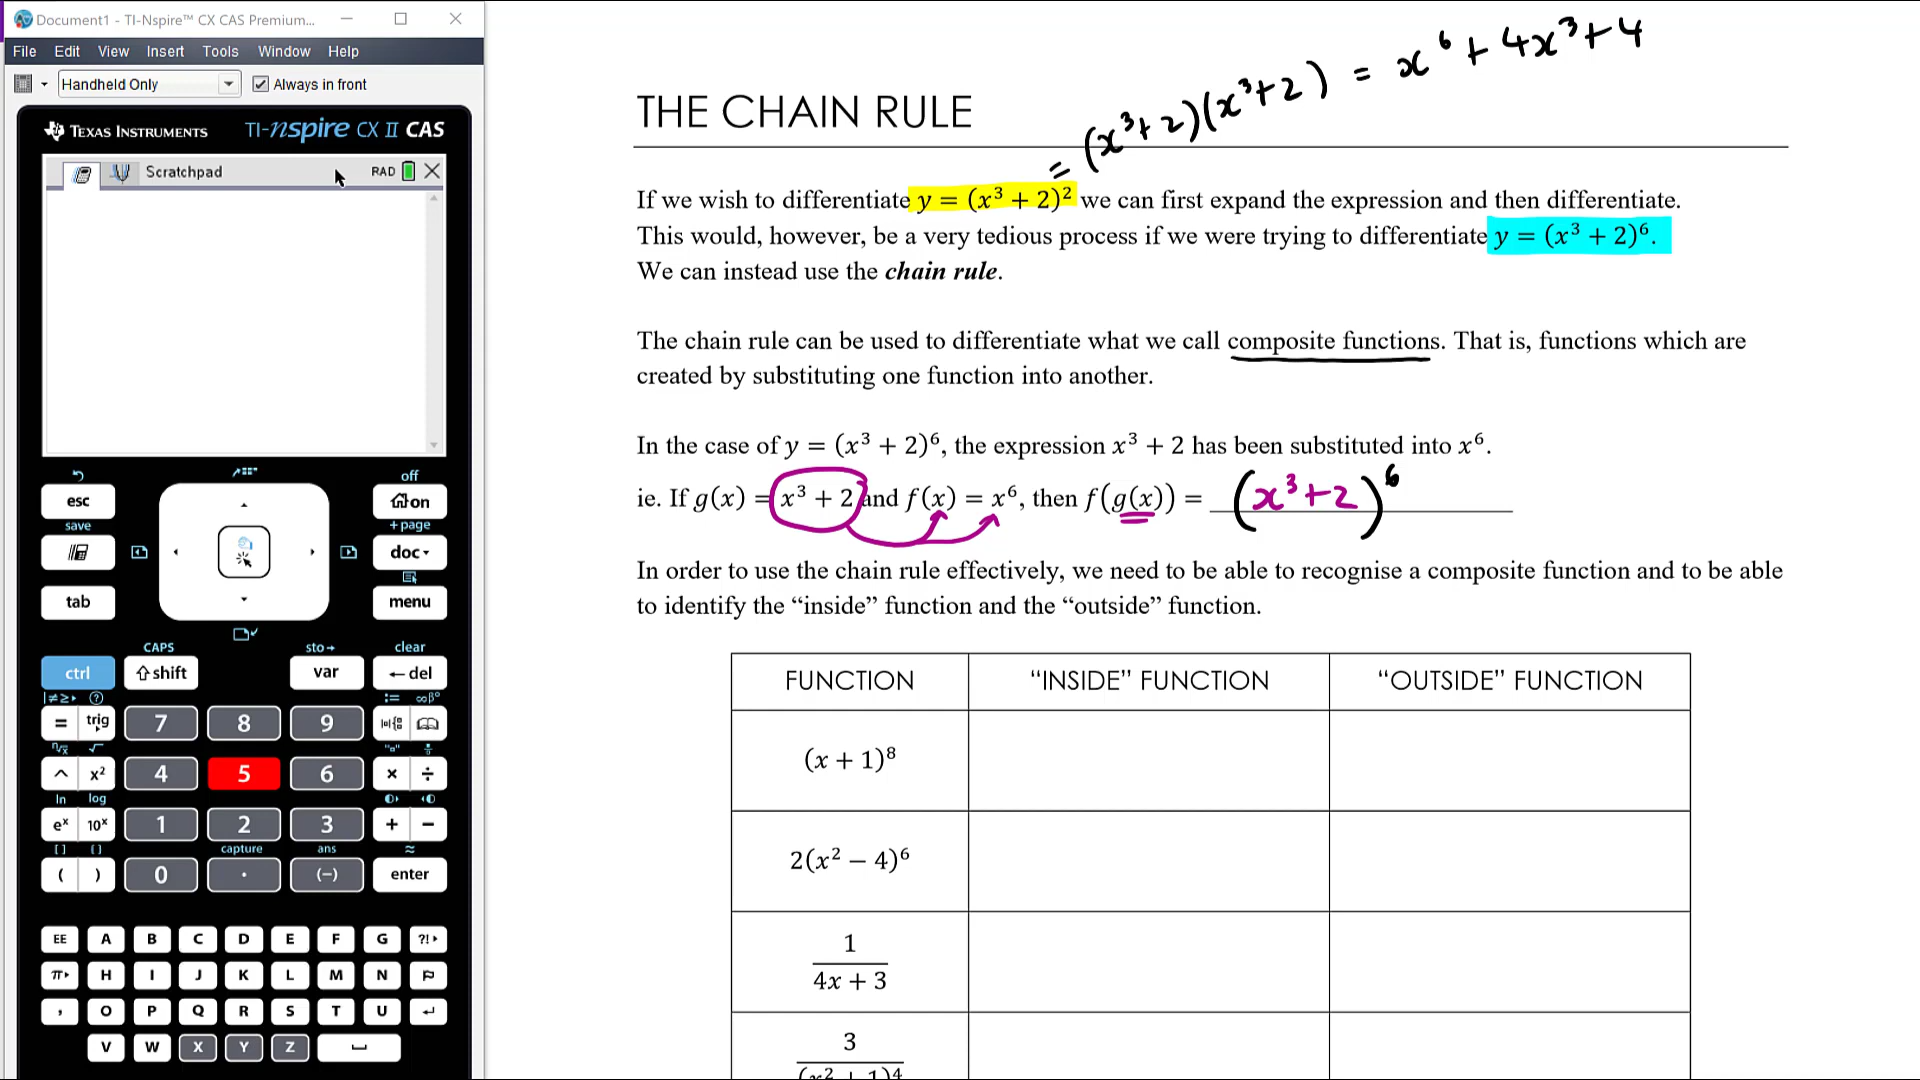 Document1 - TI-Nspire™ CX CAS Premium...
File Edit View Insert Tools Window Help
Handheld Only Always in front
TEXAS INSTRUMENTS TI-nspire CX II CAS
Scratchpad RAD
esc off
on
save + page
doc
tab menu
CAPS sto→ clear
ctrl ⇧shift var ←del
|≠≥▸ ? := ∞β°
= trig 7 8 9
ⁿ√x √ "" 
^ x² 4 5 6 × ÷
ln log
eˣ 10ˣ 1 2 3 + −
[ ] { } capture ans ≈
( ) 0 . (−) enter
EE A B C D E F G ?!▸
π▸ H I J K L M N
, O P Q R S T U ↵
V W X Y Z
= (x³+2)(x³+2) = x⁶ + 4x³ + 4
THE CHAIN RULE
If we wish to differentiate y = (x³ + 2)² we can first expand the expression and then differentiate.
This would, however, be a very tedious process if we were trying to differentiate y = (x³ + 2)⁶.
We can instead use the chain rule.
The chain rule can be used to differentiate what we call composite functions. That is, functions which are
created by substituting one function into another.
In the case of y = (x³ + 2)⁶, the expression x³ + 2 has been substituted into x⁶.
ie. If g(x) = x³ + 2 and f(x) = x⁶, then f(g(x)) = (x³+2)⁶
In order to use the chain rule effectively, we need to be able to recognise a composite function and to be able
to identify the “inside” function and the “outside” function.
FUNCTION “INSIDE” FUNCTION “OUTSIDE” FUNCTION
(x + 1)⁸
2(x² − 4)⁶
1
4x + 3
3
(x² + 1)⁴